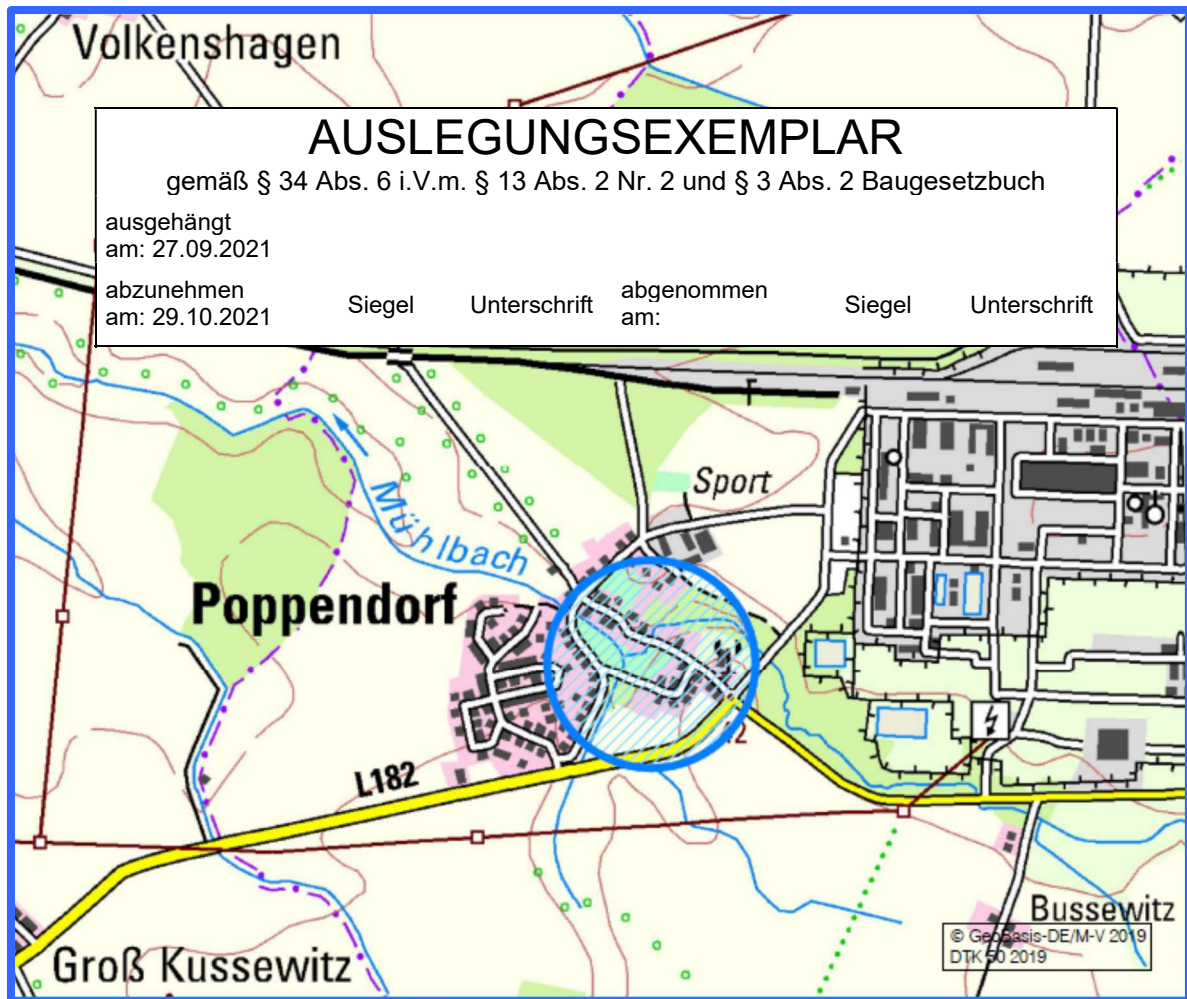 Volkenshagen
AUSLEGUNGSEXEMPLAR
gemäß § 34 Abs. 6 i.V.m. § 13 Abs. 2 Nr. 2 und § 3 Abs. 2 Baugesetzbuch
ausgehängt
am: 27.09.2021
abzunehmen
am: 29.10.2021
Siegel
Unterschrift
abgenommen
am:
Siegel
Unterschrift
Sport
Mühlbach
Poppendorf
L182
Bussewitz
© GeoBasis-DE/M-V 2019
DTK 50 2019
Groß Kussewitz